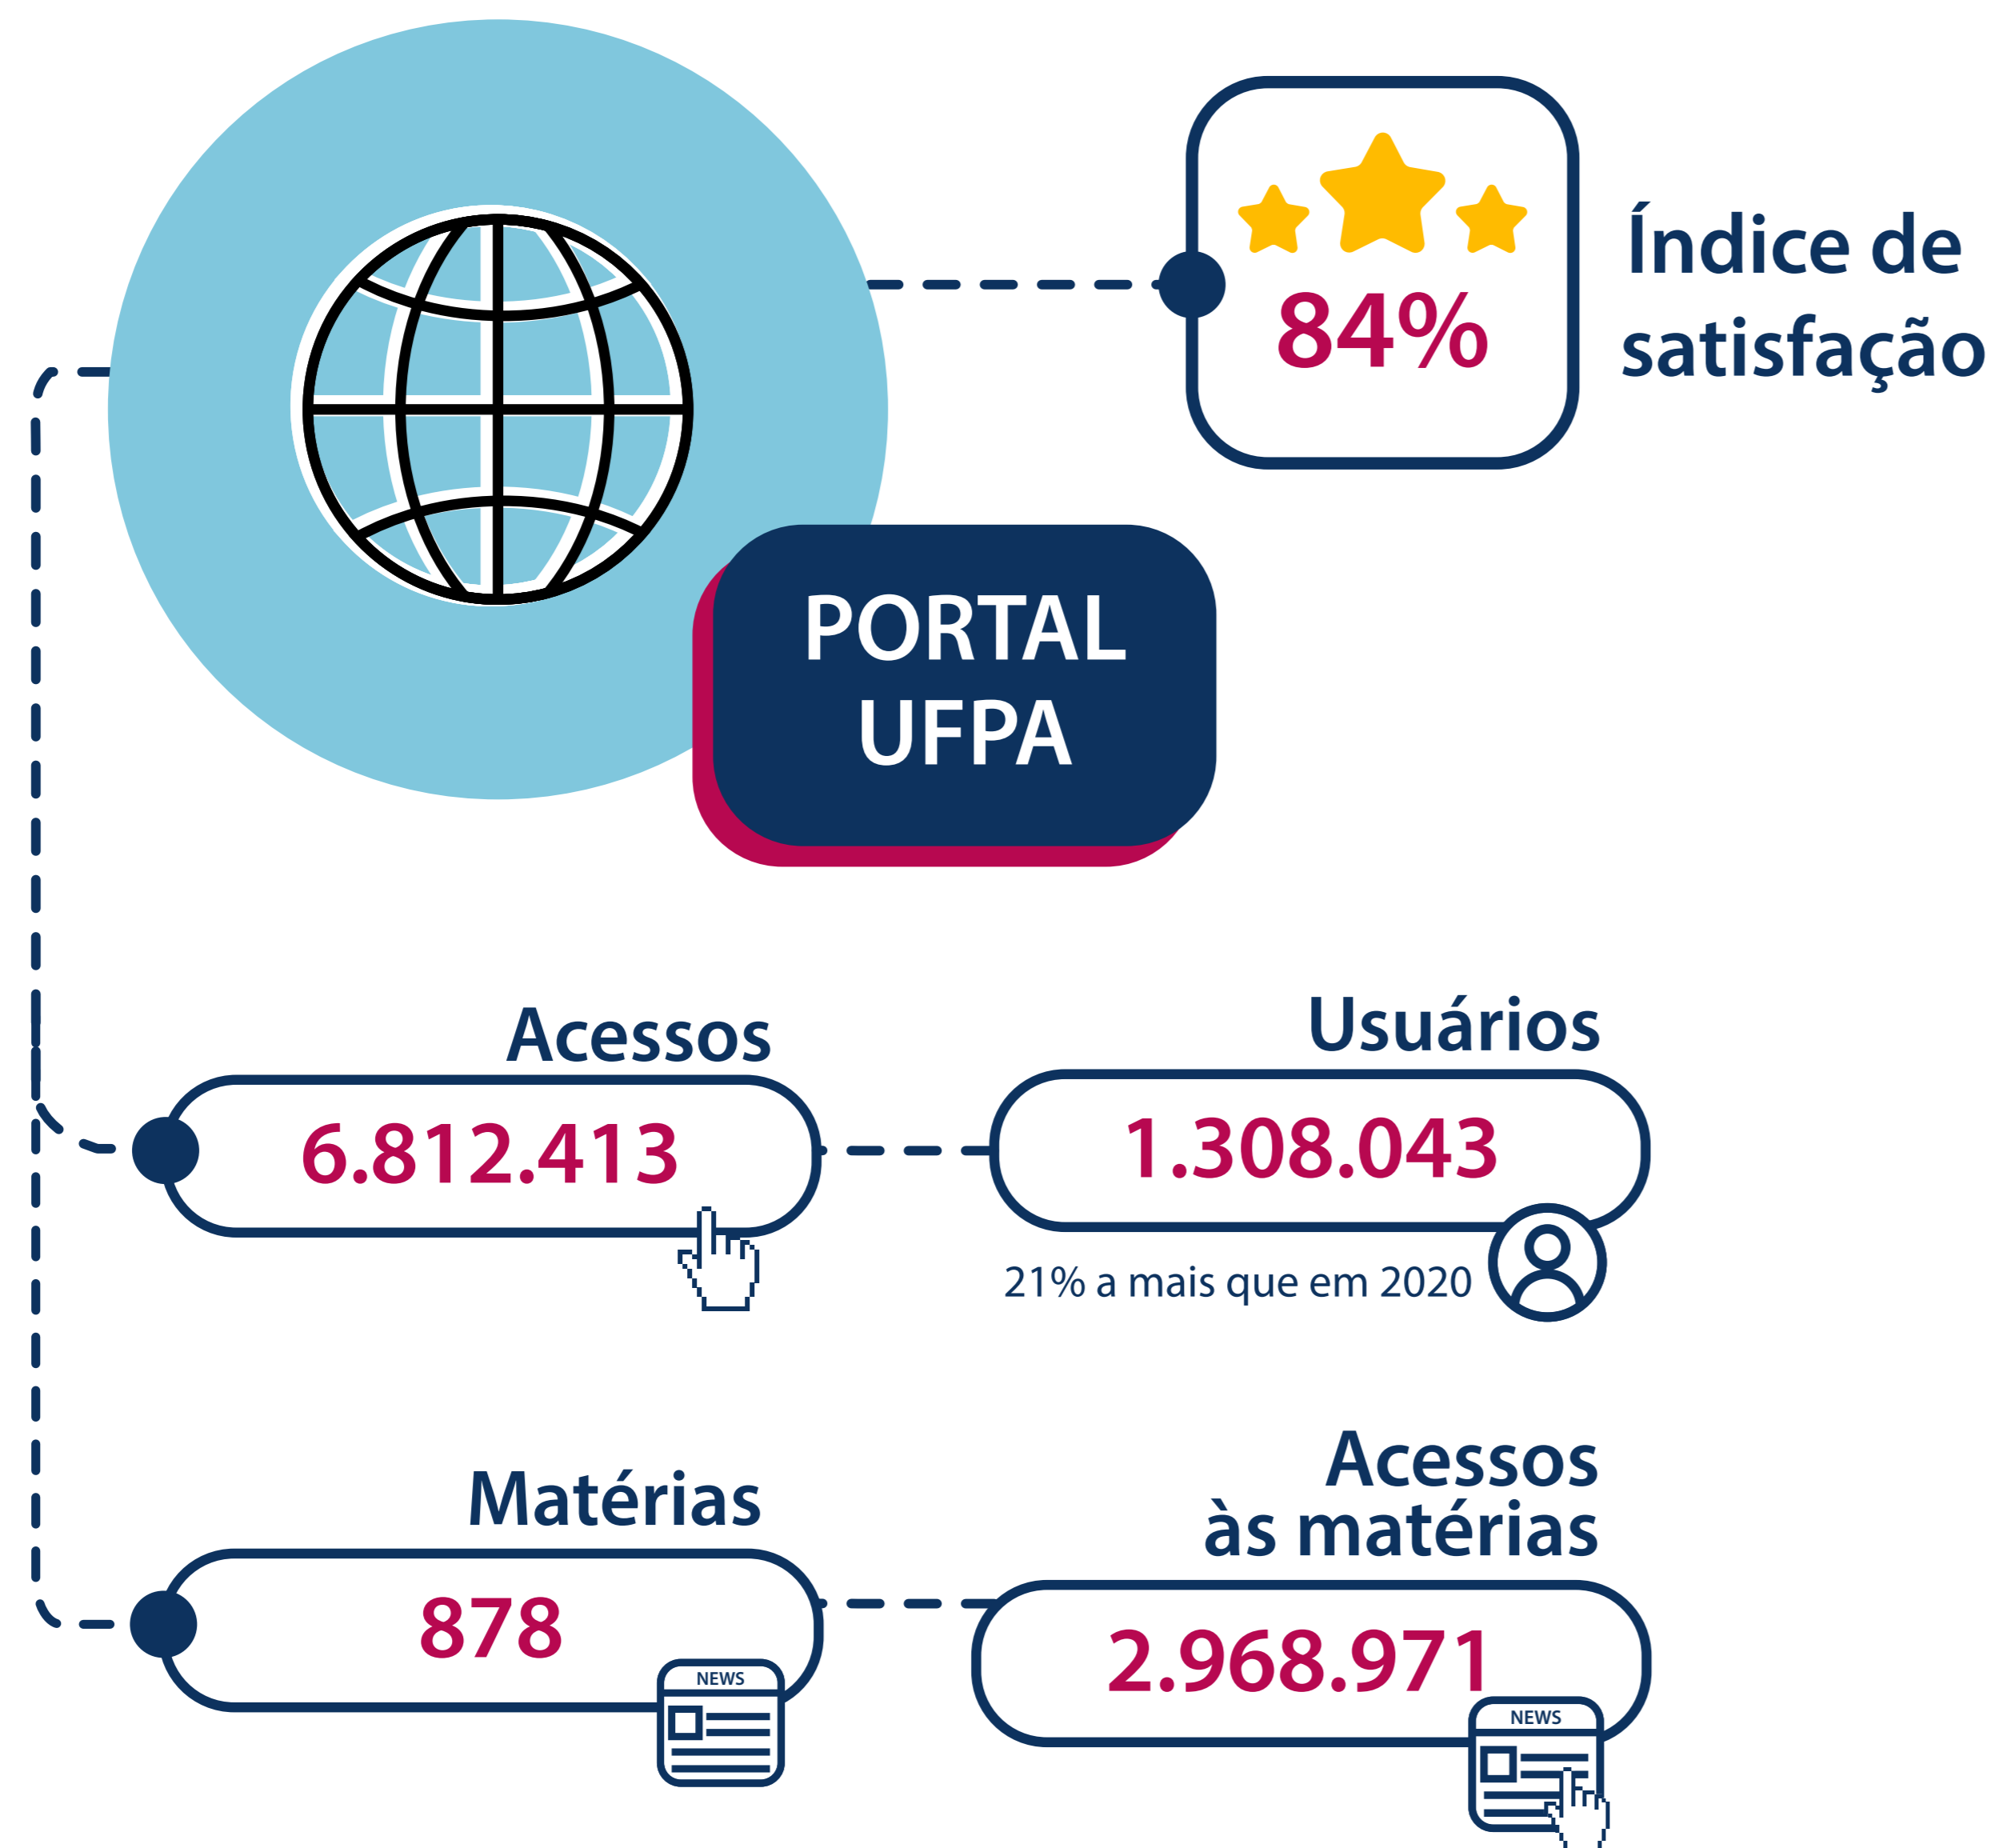 84%
Índice de
satisfação
PORTAL
UFPA
Acessos
6.812.413
Usuários
1.308.043
21% a mais que em 2020
Matérias
878
NEWS
Acessos
às matérias
2.968.971
NEWS